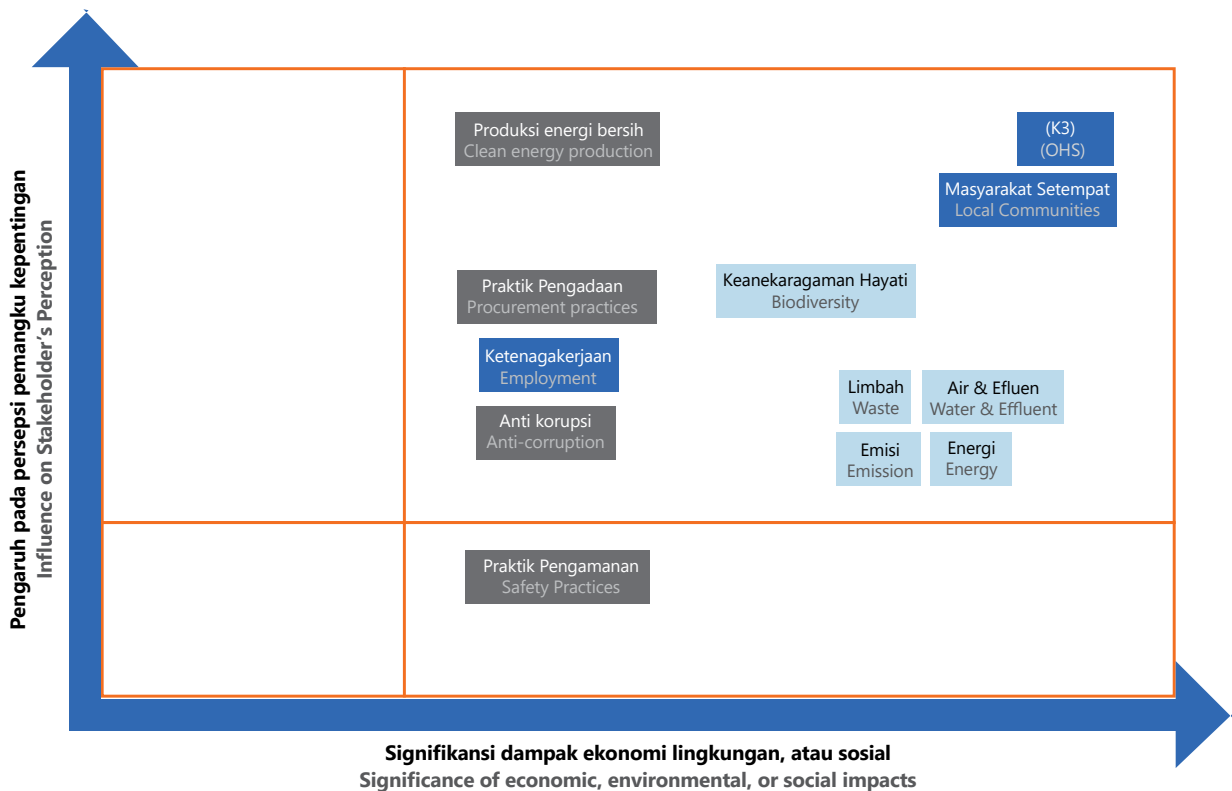 Pengaruh pada persepsi pemangku kepentingan
Influence on Stakeholder’s Perception
Produksi energi bersih
Clean energy production
(K3)
(OHS)
Masyarakat Setempat
Local Communities
Praktik Pengadaan
Procurement practices
Keanekaragaman Hayati
Biodiversity
Ketenagakerjaan
Employment
Limbah
Waste
Air & Efluen
Water & Effluent
Anti korupsi
Anti-corruption
Emisi
Emission
Energi
Energy
Praktik Pengamanan
Safety Practices
Signifikansi dampak ekonomi lingkungan, atau sosial
Significance of economic, environmental, or social impacts